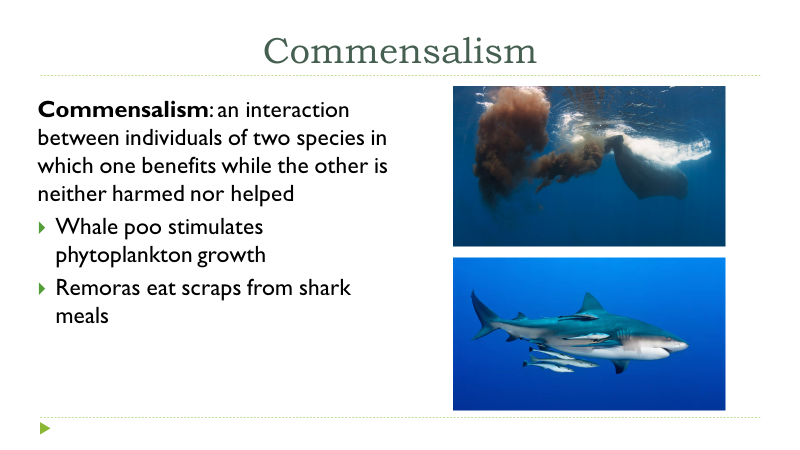 Commensalism
Commensalism: an interaction
between individuals of two species in
which one benefits while the other is
neither harmed nor helped
Whale poo stimulates
phytoplankton growth
Remoras eat scraps from shark
meals